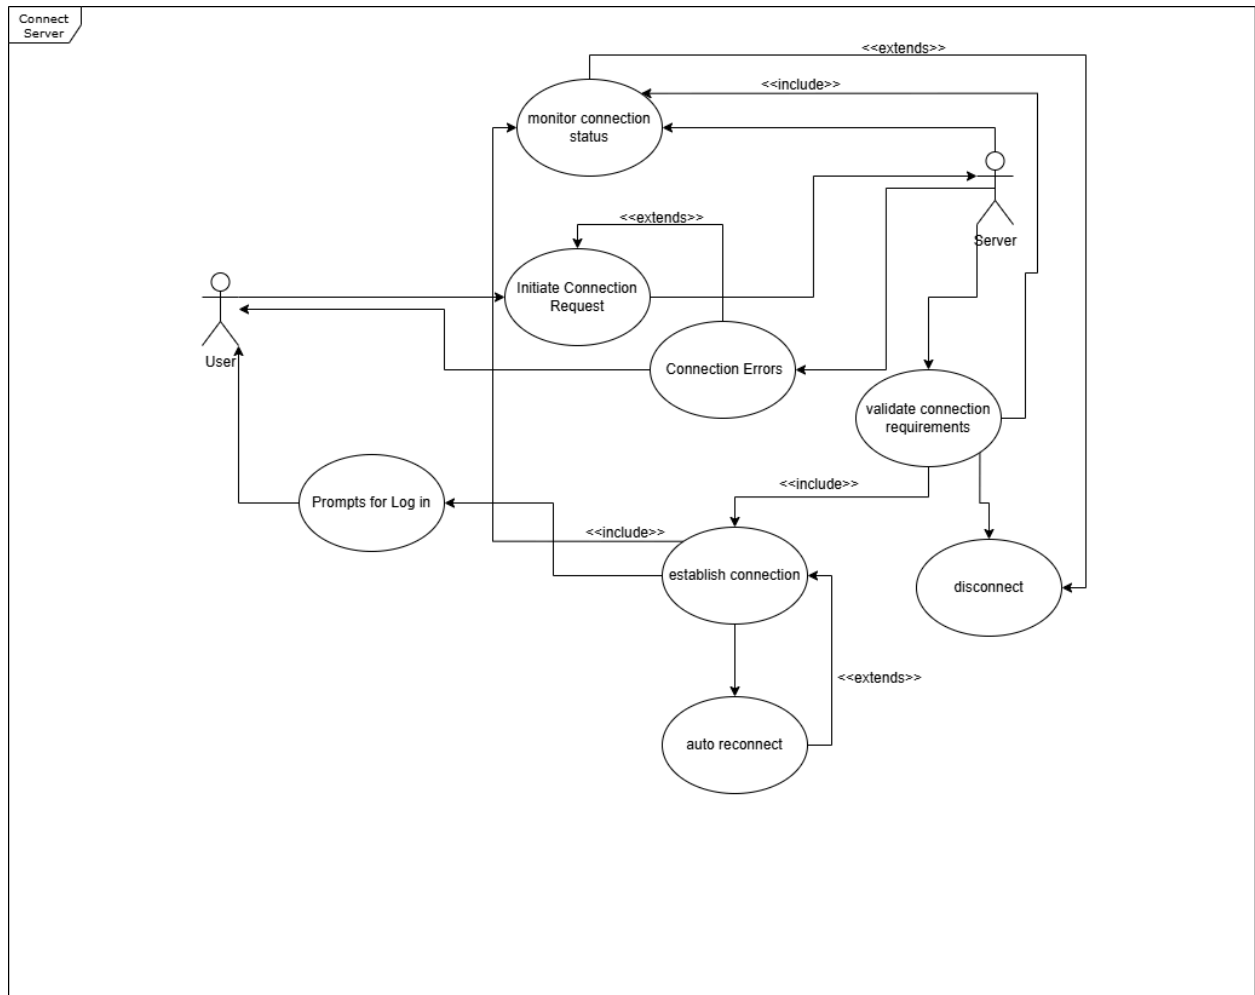 Connect
Server
<<extends>>
<<include>>
monitor connection
status
<<extends>>
Server
Initiate Connection
Request
User
Connection Errors
validate connection
requirements
<<include>>
Prompts for Log in
<<include>>
establish connection
disconnect
<<extends>>
auto reconnect